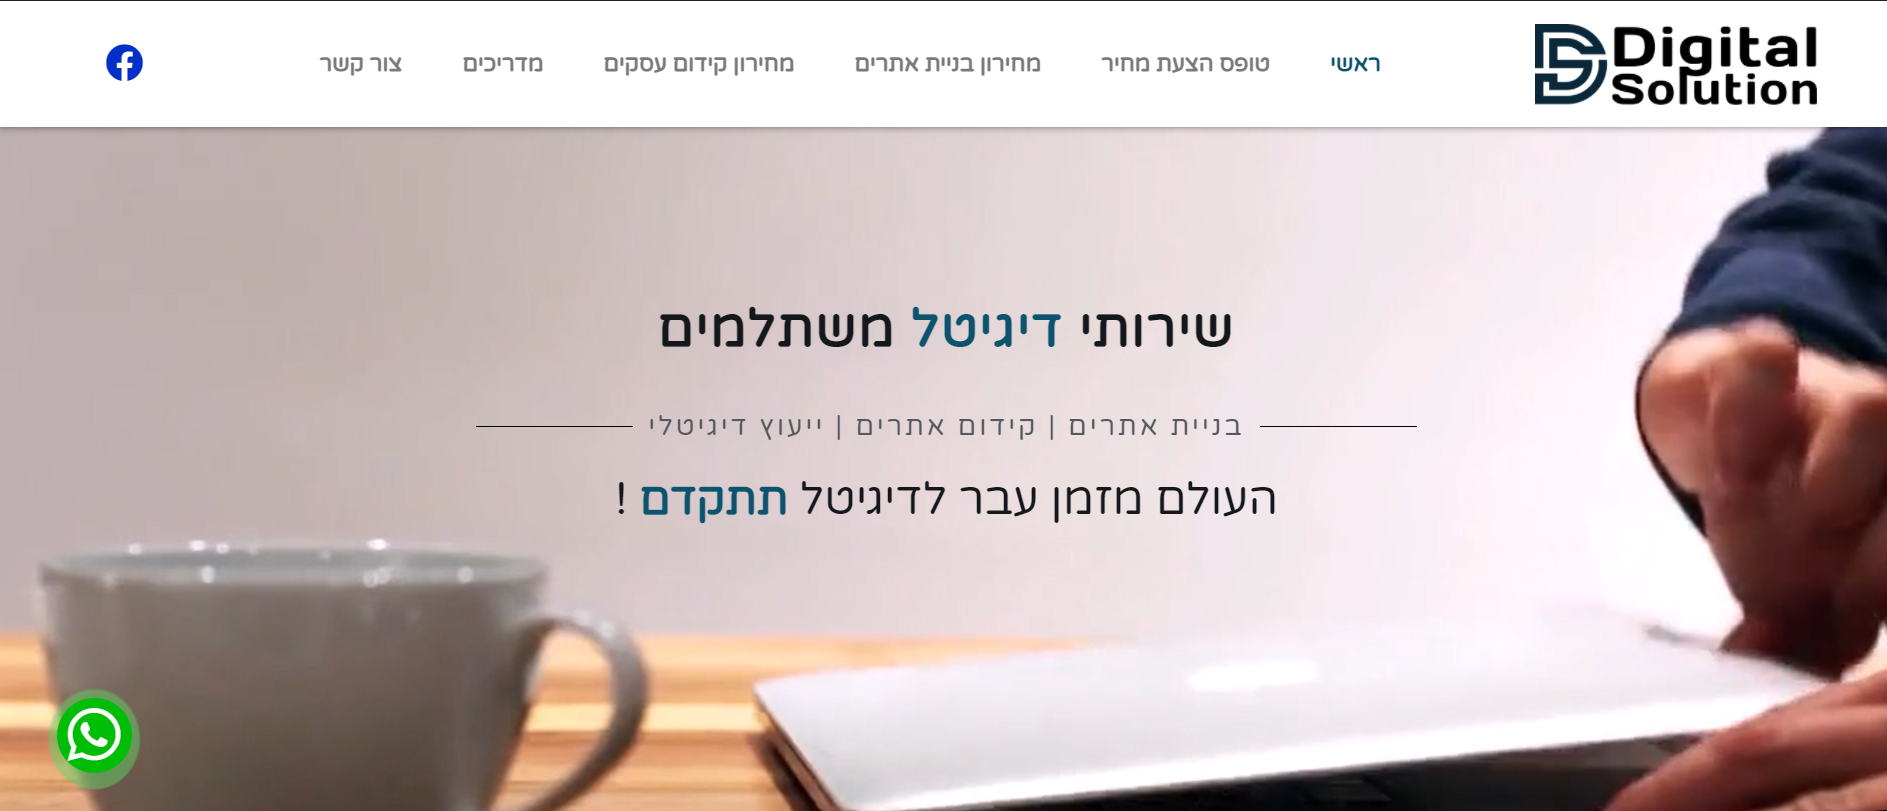 Digital
Solution
ראשי
טופס הצעת מחיר
מחירון בניית אתרים
מחירון קידום עסקים
מדריכים
צור קשר
שירותי דיגיטל משתלמים
בניית אתרים | קידום אתרים | ייעוץ דיגיטלי
העולם מזמן עבר לדיגיטל תתקדם !